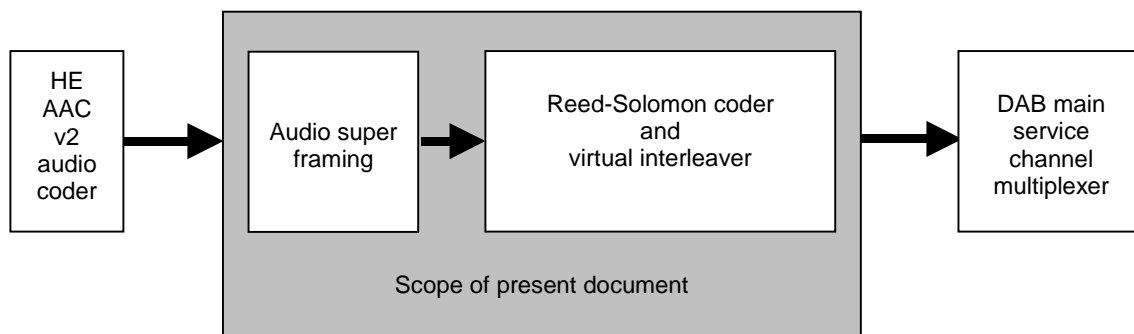 HE
AAC
v2
audio
coder
Audio super
framing
Reed-Solomon coder
and
virtual interleaver
DAB main
service
channel
multiplexer
Scope of present document